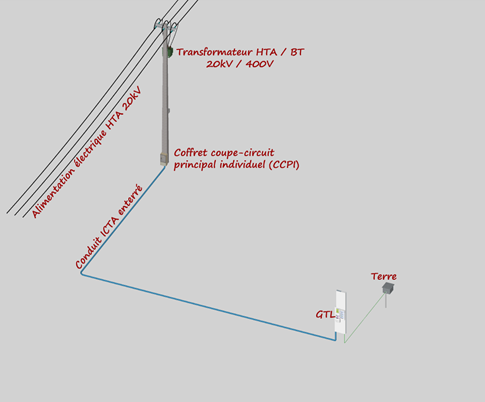 Transformateur HTA / BT
20kV / 400V
Alimentation électrique HTA 20kV
Coffret coupe-circuit
principal individuel (CCPI)
Conduit ICTA enterré
Terre
GTL